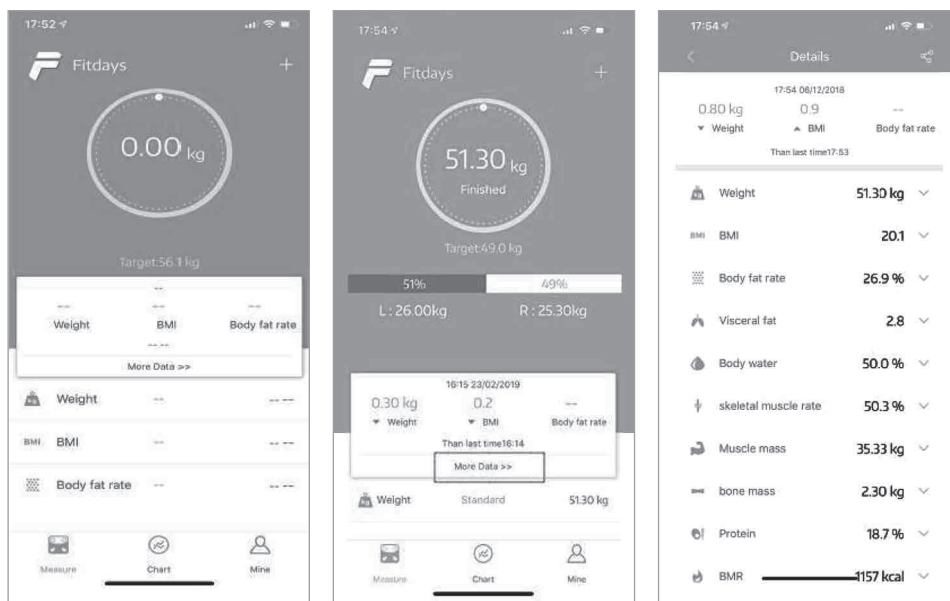 17:52
Fitdays
+
0.00 kg
Target:56.1 kg
--
-- -- --
Weight BMI Body fat rate
-- --
More Data >>
Weight -- -- --
BMI BMI -- -- --
Body fat rate -- -- --
Measure Chart Mine
17:54
Fitdays
+
51.30 kg
Finished
Target:49.0 kg
51% 49%
L : 26.00kg R : 25.30kg
16:15 23/02/2019
0.30 kg 0.2 --
Weight BMI Body fat rate
Than last time16:14
More Data >>
Weight Standard 51.30 kg
Measure Chart Mine
17:54
Details
17:54 06/12/2018
0.80 kg 0.9 --
Weight BMI Body fat rate
Than last time17:53
Weight 51.30 kg
BMI BMI 20.1
Body fat rate 26.9 %
Visceral fat 2.8
Body water 50.0 %
skeletal muscle rate 50.3 %
Muscle mass 35.33 kg
bone mass 2.30 kg
Protein 18.7 %
BMR 1157 kcal